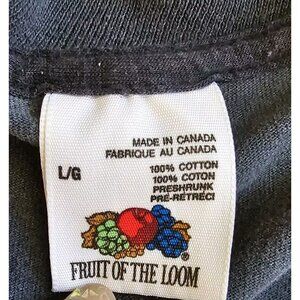 MADE IN CANADA
FABRIQUE AU CANADA
L/G
100% COTTON
100% COTON
PRESHRUNK
PRE-RETRECI
®
FRUIT OF THE LOOM